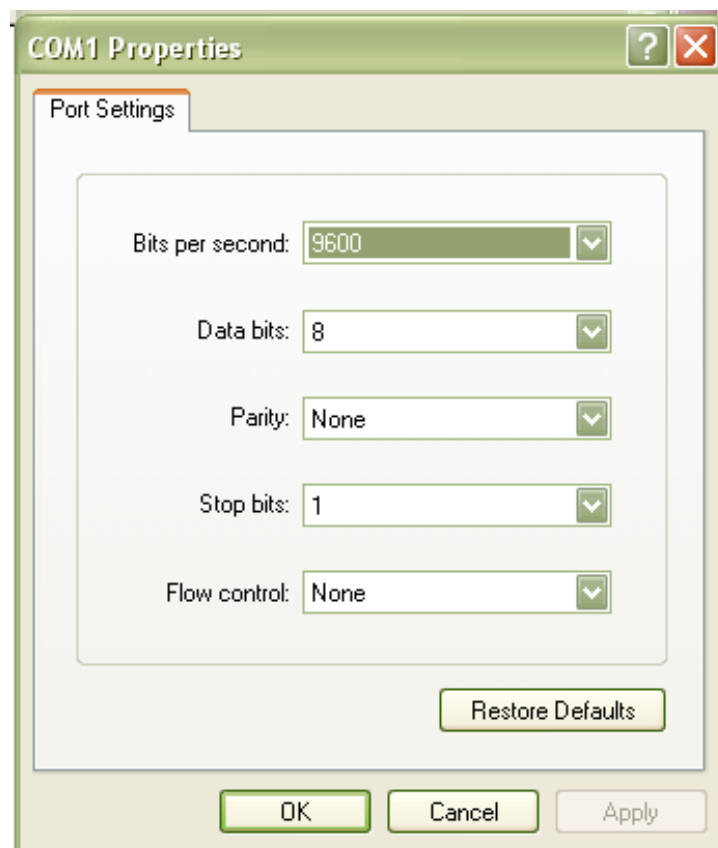 COM1 Properties
Port Settings
Bits per second: 9600
Data bits: 8
Parity: None
Stop bits: 1
Flow control: None
Restore Defaults
OK Cancel Apply